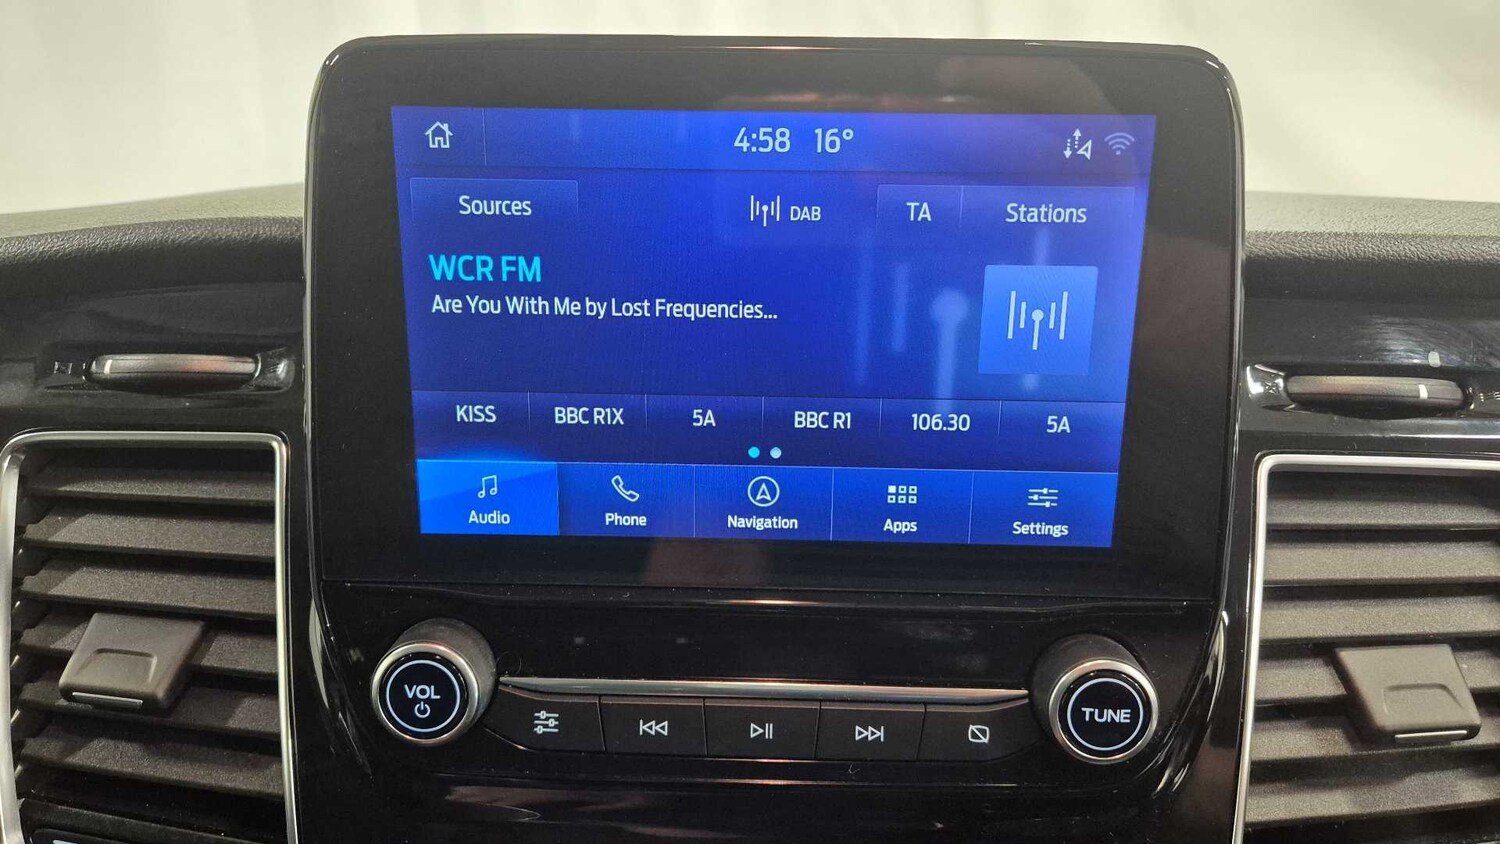 4:58 16°
Sources DAB TA Stations
WCR FM
Are You With Me by Lost Frequencies...
KISS BBC R1X 5A BBC R1 106.30 5A
Audio Phone Navigation Apps Settings
VOL TUNE